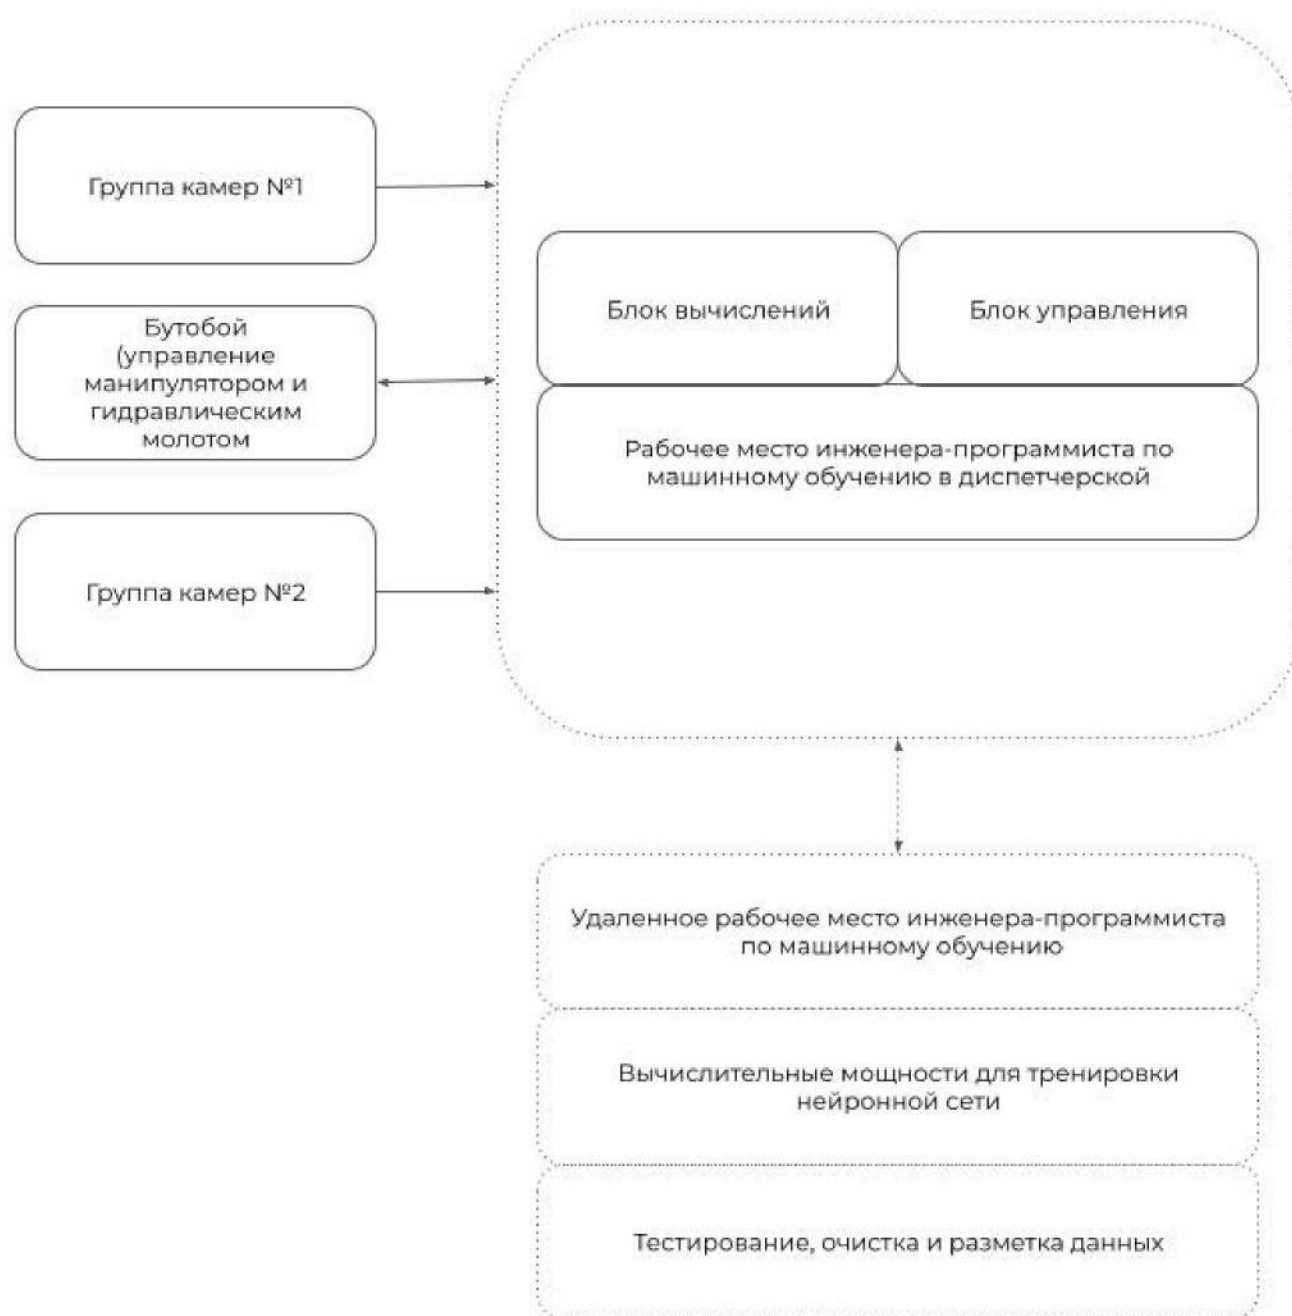 Группа камер №1
Бутобой
(управление
манипулятором и
гидравлическим
молотом
Группа камер №2
Блок вычислений
Блок управления
Рабочее место инженера-программиста по
машинному обучению в диспетчерской
Удаленное рабочее место инженера-программиста
по машинному обучению
Вычислительные мощности для тренировки
нейронной сети
Тестирование, очистка и разметка данных